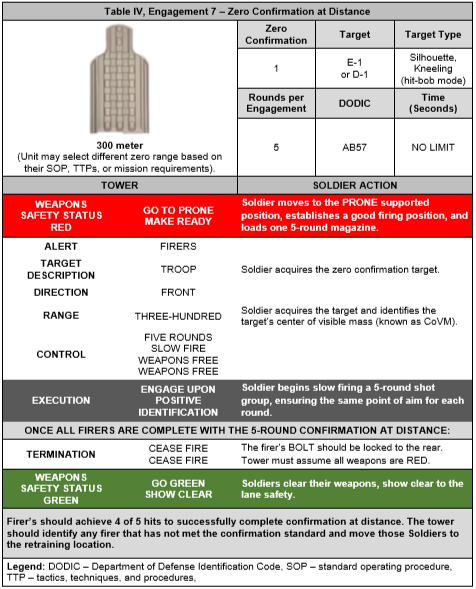 Table IV, Engagement 7 – Zero Confirmation at Distance
300 meter
(Unit may select different zero range based on
their SOP, TTPs, or mission requirements).
Zero
Confirmation
Target
Target Type
1
E-1
or D-1
Silhouette,
Kneeling
(hit-bob mode)
Rounds per
Engagement
DODIC
Time
(Seconds)
5
AB57
NO LIMIT
TOWER
SOLDIER ACTION
WEAPONS
SAFETY STATUS
RED
GO TO PRONE
MAKE READY
Soldier moves to the PRONE supported
position, establishes a good firing position, and
loads one 5-round magazine.
ALERT
FIRERS
TARGET
DESCRIPTION
TROOP
Soldier acquires the zero confirmation target.
DIRECTION
FRONT
RANGE
THREE-HUNDRED
Soldier acquires the target and identifies the
target's center of visible mass (known as CoVM).
CONTROL
FIVE ROUNDS
SLOW FIRE
WEAPONS FREE
WEAPONS FREE
EXECUTION
ENGAGE UPON
POSITIVE
IDENTIFICATION
Soldier begins slow firing a 5-round shot
group, ensuring the same point of aim for each
round.
ONCE ALL FIRERS ARE COMPLETE WITH THE 5-ROUND CONFIRMATION AT DISTANCE:
TERMINATION
CEASE FIRE
CEASE FIRE
The firer's BOLT should be locked to the rear.
Tower must assume all weapons are RED.
WEAPONS
SAFETY STATUS
GREEN
GO GREEN
SHOW CLEAR
Soldiers clear their weapons, show clear to the
lane safety.
Firer's should achieve 4 of 5 hits to successfully complete confirmation at distance. The tower
should identify any firer that has not met the confirmation standard and move those Soldiers to
the retraining location.
Legend: DODIC – Department of Defense Identification Code, SOP – standard operating procedure,
TTP – tactics, techniques, and procedures,